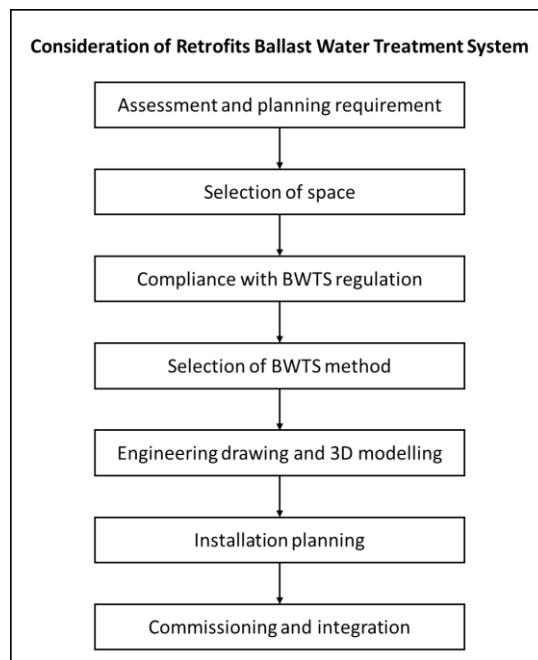 Consideration of Retrofits Ballast Water Treatment System
Assessment and planning requirement
Selection of space
Compliance with BWTS regulation
Selection of BWTS method
Engineering drawing and 3D modelling
Installation planning
Commissioning and integration